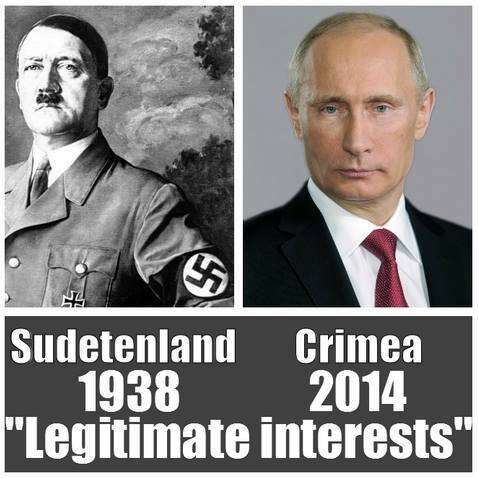 Sudetenland Crimea
1938 2014
"Legitimate interests"